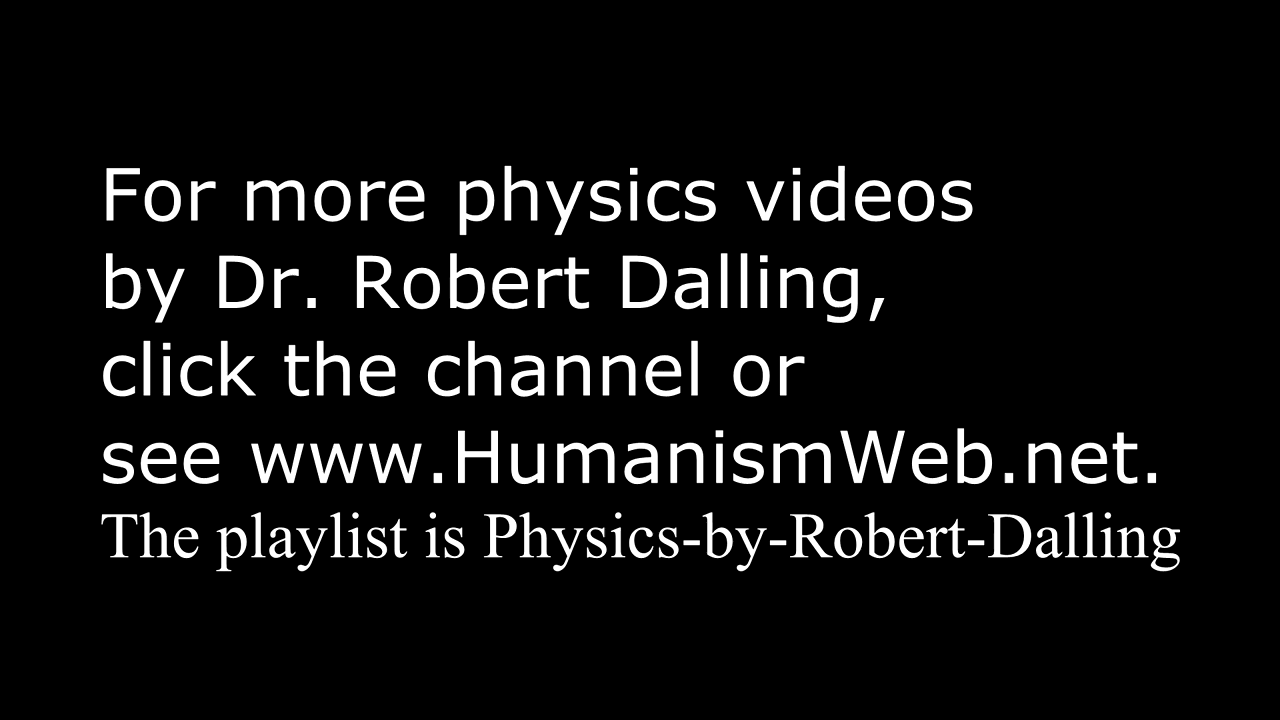 For more physics videos
by Dr. Robert Dalling,
click the channel or
see www.HumanismWeb.net.
The playlist is Physics-by-Robert-Dalling